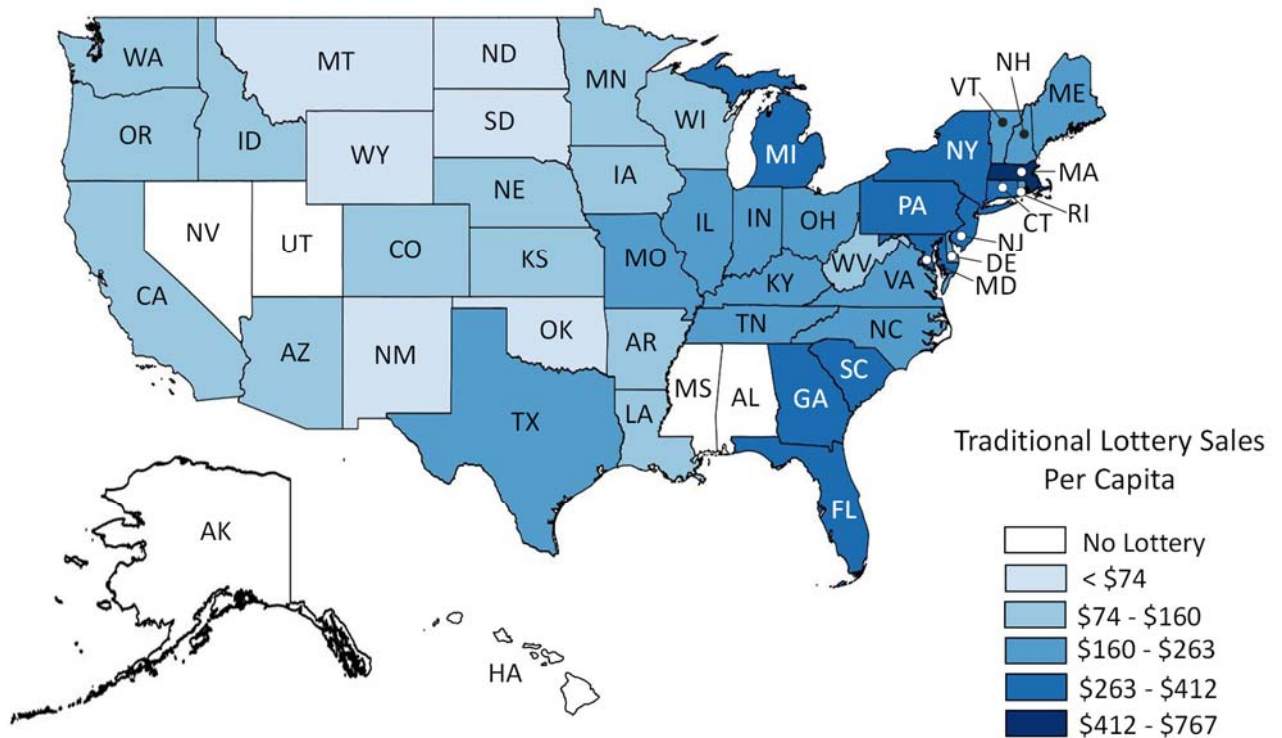 NH
VT
WA
MT
ND
MN
ME
OR
ID
SD
WI
WY
MI
NY
MA
NE
IA
PA
RI
CT
NV
UT
CO
IL
IN
OH
NJ
KS
MO
WV
DE
CA
KY
VA
MD
AZ
NM
OK
AR
TN
NC
MS
AL
GA
SC
TX
LA
FL
AK
HA
Traditional Lottery Sales
Per Capita
No Lottery
< $74
$74 - $160
$160 - $263
$263 - $412
$412 - $767